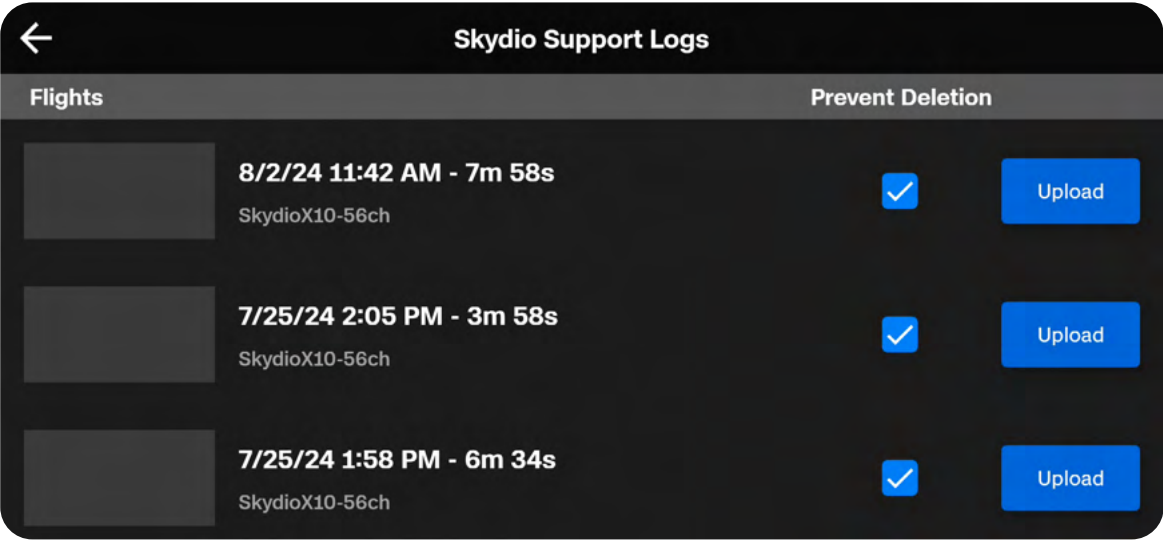 Skydio Support Logs
Flights Prevent Deletion
8/2/24 11:42 AM - 7m 58s
SkydioX10-56ch
Upload
7/25/24 2:05 PM - 3m 58s
SkydioX10-56ch
Upload
7/25/24 1:58 PM - 6m 34s
SkydioX10-56ch
Upload